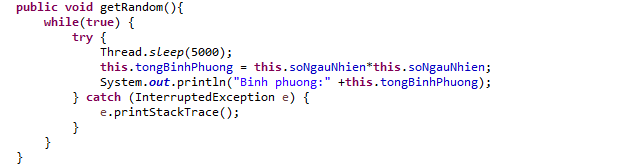 public void getRandom(){
    while(true) {
        try {
            Thread.sleep(5000);
            this.tongBinhPhuong = this.soNgauNhien*this.soNgauNhien;
            System.out.println("Binh phuong:" +this.tongBinhPhuong);
        } catch (InterruptedException e) {
            e.printStackTrace();
        }
    }
}